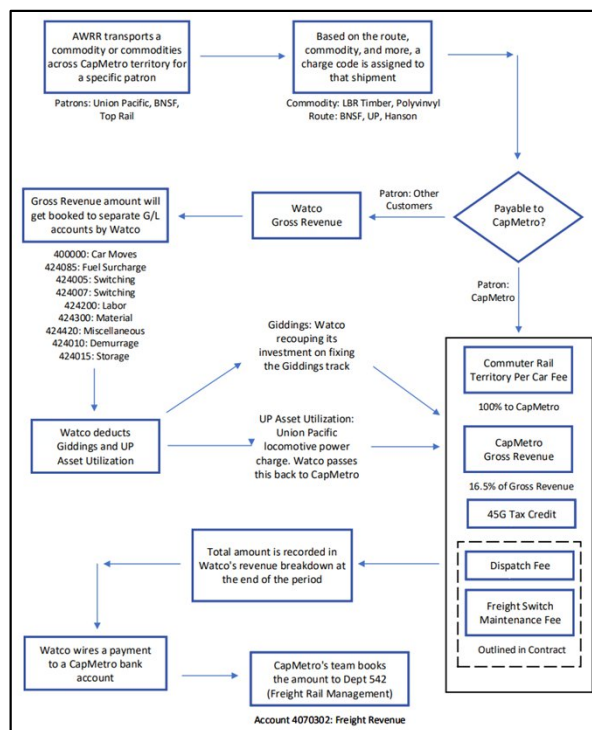 AWRR transports a
commodity or commodities
across CapMetro territory for
a specific patron
Patrons: Union Pacific, BNSF,
Top Rail
Based on the route,
commodity, and more, a
charge code is assigned to
that shipment
Commodity: LBR Timber, Polyvinvyl
Route: BNSF, UP, Hanson
Payable to
CapMetro?
Patron: Other
Customers
Watco
Gross Revenue
Gross Revenue amount will
get booked to separate G/L
accounts by Watco
400000: Car Moves
424085: Fuel Surcharge
424005: Switching
424007: Switching
424200: Labor
424300: Material
424420: Miscellaneous
424010: Demurrage
424015: Storage
Patron:
CapMetro
Watco deducts
Giddings and UP
Asset Utilization
Giddings: Watco
recouping its
investment on fixing
the Giddings track
UP Asset Utilization:
Union Pacific
locomotive power
charge. Watco passes
this back to CapMetro
Commuter Rail
Territory Per Car Fee
100% to CapMetro
CapMetro
Gross Revenue
16.5% of Gross Revenue
45G Tax Credit
Dispatch Fee
Freight Switch
Maintenance Fee
Outlined in Contract
Total amount is recorded in
Watco's revenue breakdown at
the end of the period
Watco wires a payment
to a CapMetro bank
account
CapMetro's team books
the amount to Dept 542
(Freight Rail Management)
Account 4070302: Freight Revenue